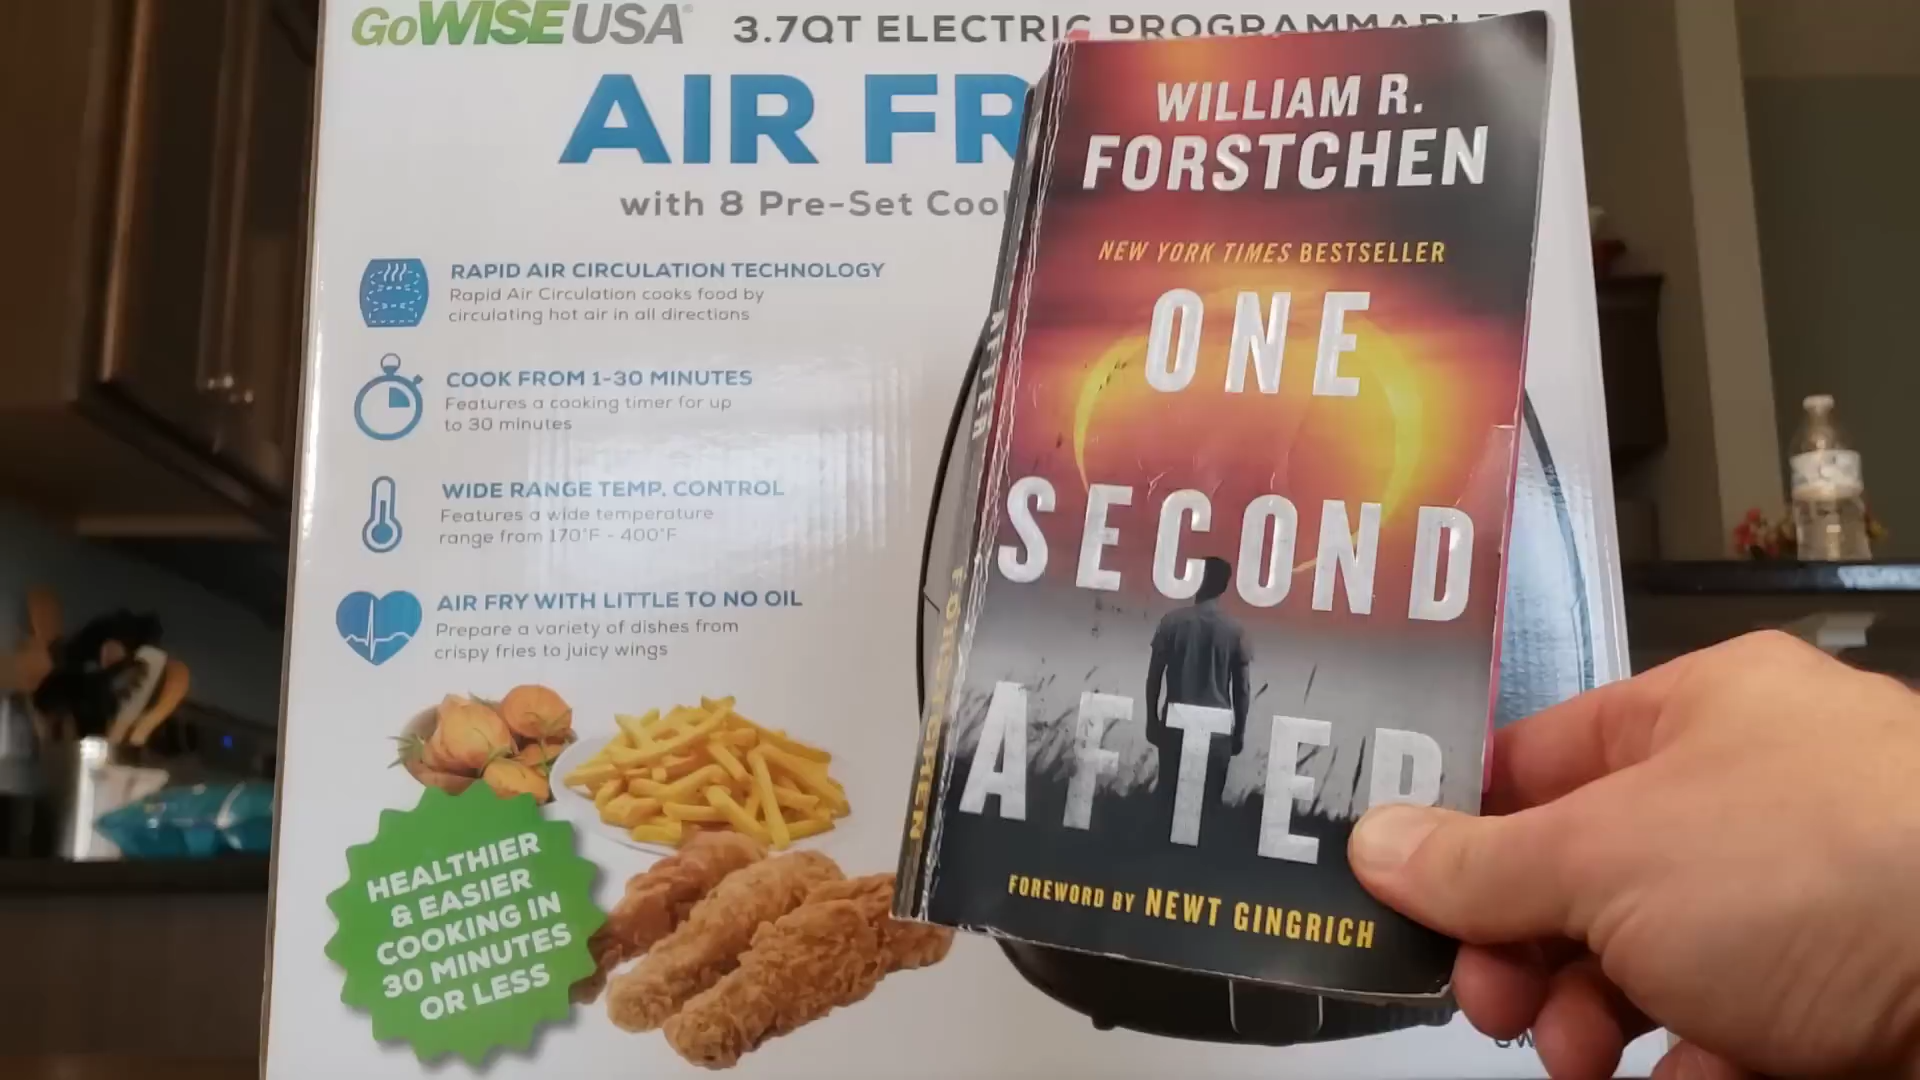 GoWISE USA
3.7QT ELECTRIC PROGRAMMABLE
AIR FR
with 8 Pre-Set Coo
RAPID AIR CIRCULATION TECHNOLOGY
Rapid Air Circulation cooks food by
circulating hot air in all directions
COOK FROM 1-30 MINUTES
Features a cooking timer for up
to 30 minutes
WIDE RANGE TEMP. CONTROL
Features a wide temperature
range from 170°F - 400°F
AIR FRY WITH LITTLE TO NO OIL
Prepare a variety of dishes from
crispy fries to juicy wings
HEALTHIER
& EASIER
COOKING IN
30 MINUTES
OR LESS
WILLIAM R.
FORSTCHEN
NEW YORK TIMES BESTSELLER
ONE
SECOND
AFTER
FOREWORD BY NEWT GINGRICH
AFTER
FORSTCHEN